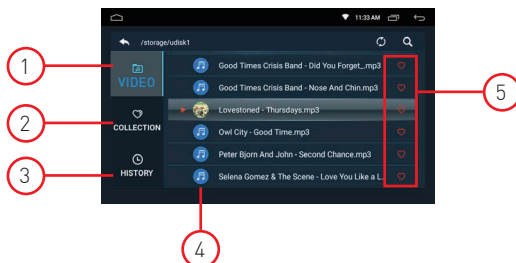 11:33 AM
/storage/udisk1
VIDEO
COLLECTION
HISTORY
Good Times Crisis Band - Did You Forget_.mp3
Good Times Crisis Band - Nose And Chin.mp3
Lovestoned - Thursdays.mp3
Owl City - Good Time.mp3
Peter Bjorn And John - Second Chance.mp3
Selena Gomez & The Scene - Love You Like a L..
1
2
3
4
5